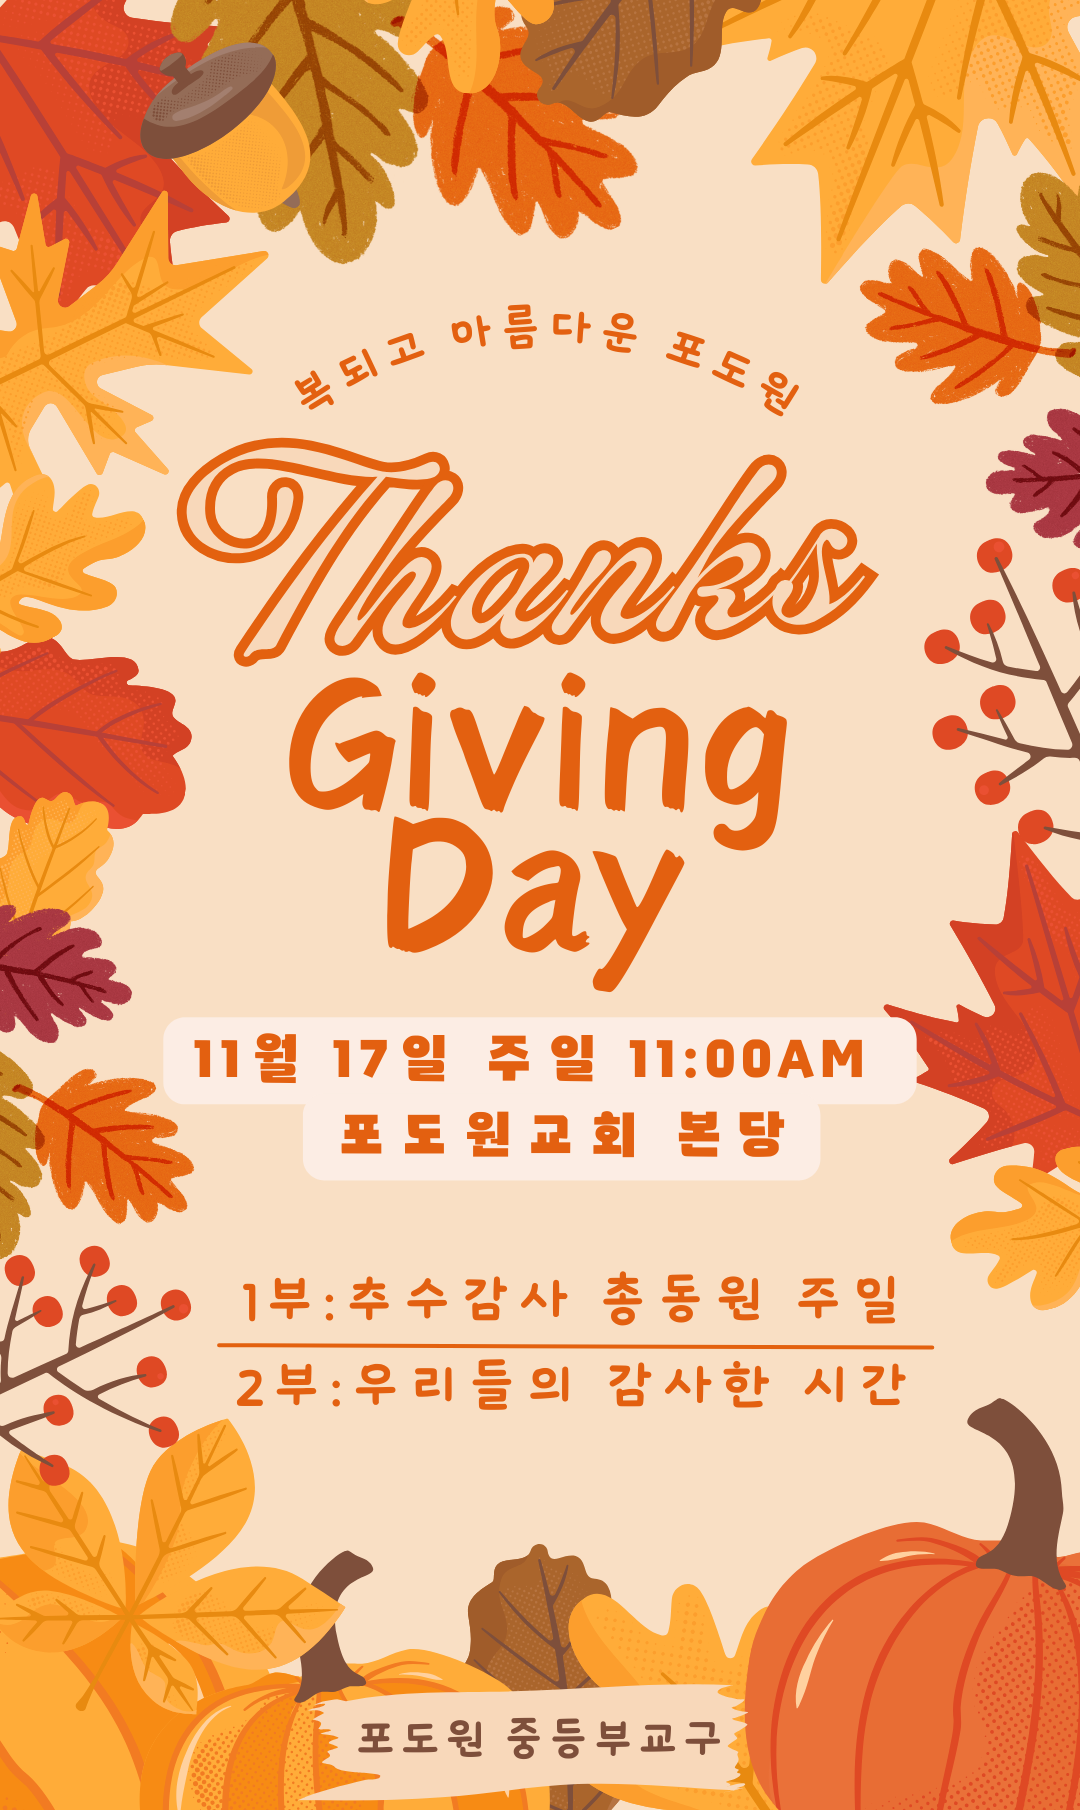 복되고 아름다운 포도원
Thanks
Giving
Day
11월 17일 주일 11:00AM
포도원교회 본당
1부:추수감사 총동원 주일
2부:우리들의 감사한 시간
포도원 중등부교구